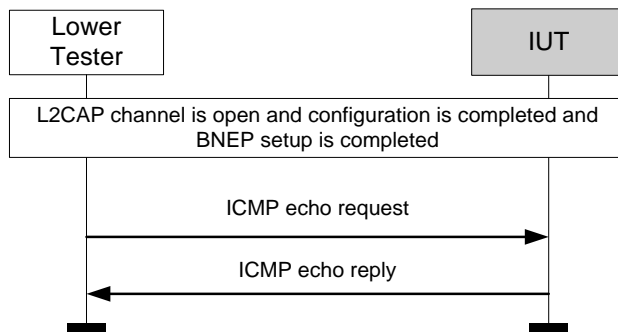 Lower
Tester
IUT
L2CAP channel is open and configuration is completed and
BNEP setup is completed
ICMP echo request
ICMP echo reply